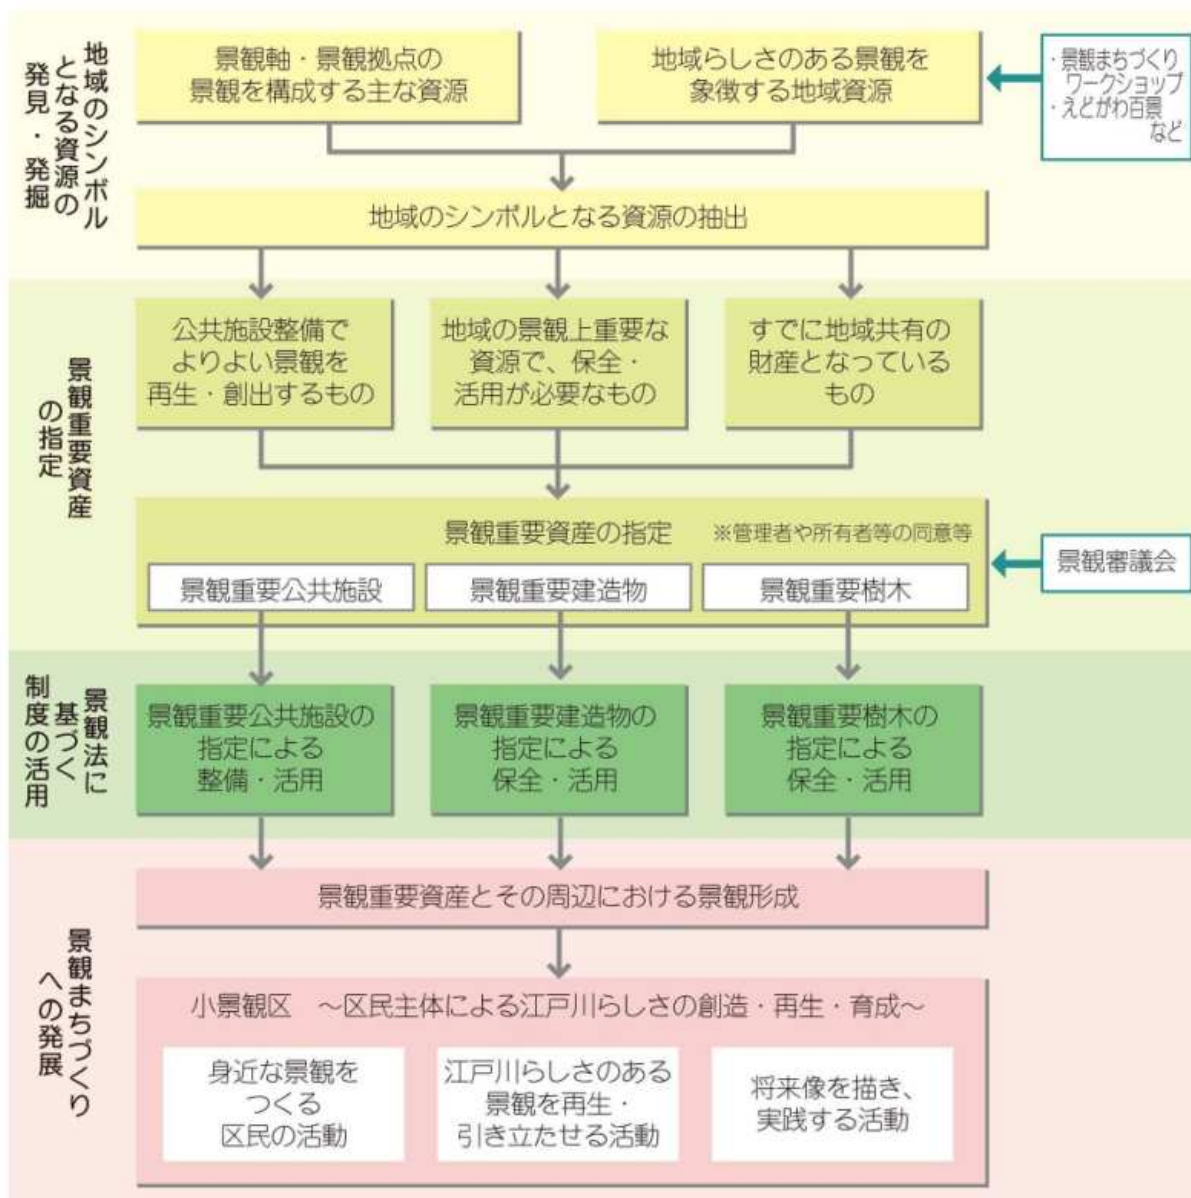 地域のシンボル
となる資源の
発見・発掘
景観軸・景観拠点の
景観を構成する主な資源
地域らしさのある景観を
象徴する地域資源
・景観まちづくり
ワークショップ
・えどがわ百景
など
地域のシンボルとなる資源の抽出
景観重要資産
の指定
公共施設整備で
よりよい景観を
再生・創出するもの
地域の景観上重要な
資源で、保全・
活用が必要なもの
すでに地域共有の
財産となっている
もの
景観重要資産の指定
※管理者や所有者等の同意等
景観重要公共施設
景観重要建造物
景観重要樹木
景観審議会
景観法に
基づく
制度の活用
景観重要公共施設の
指定による
整備・活用
景観重要建造物の
指定による
保全・活用
景観重要樹木の
指定による
保全・活用
景観まちづくり
への発展
景観重要資産とその周辺における景観形成
小景観区　～区民主体による江戸川らしさの創造・再生・育成～
身近な景観を
つくる
区民の活動
江戸川らしさのある
景観を再生・
引き立たせる活動
将来像を描き、
実践する活動